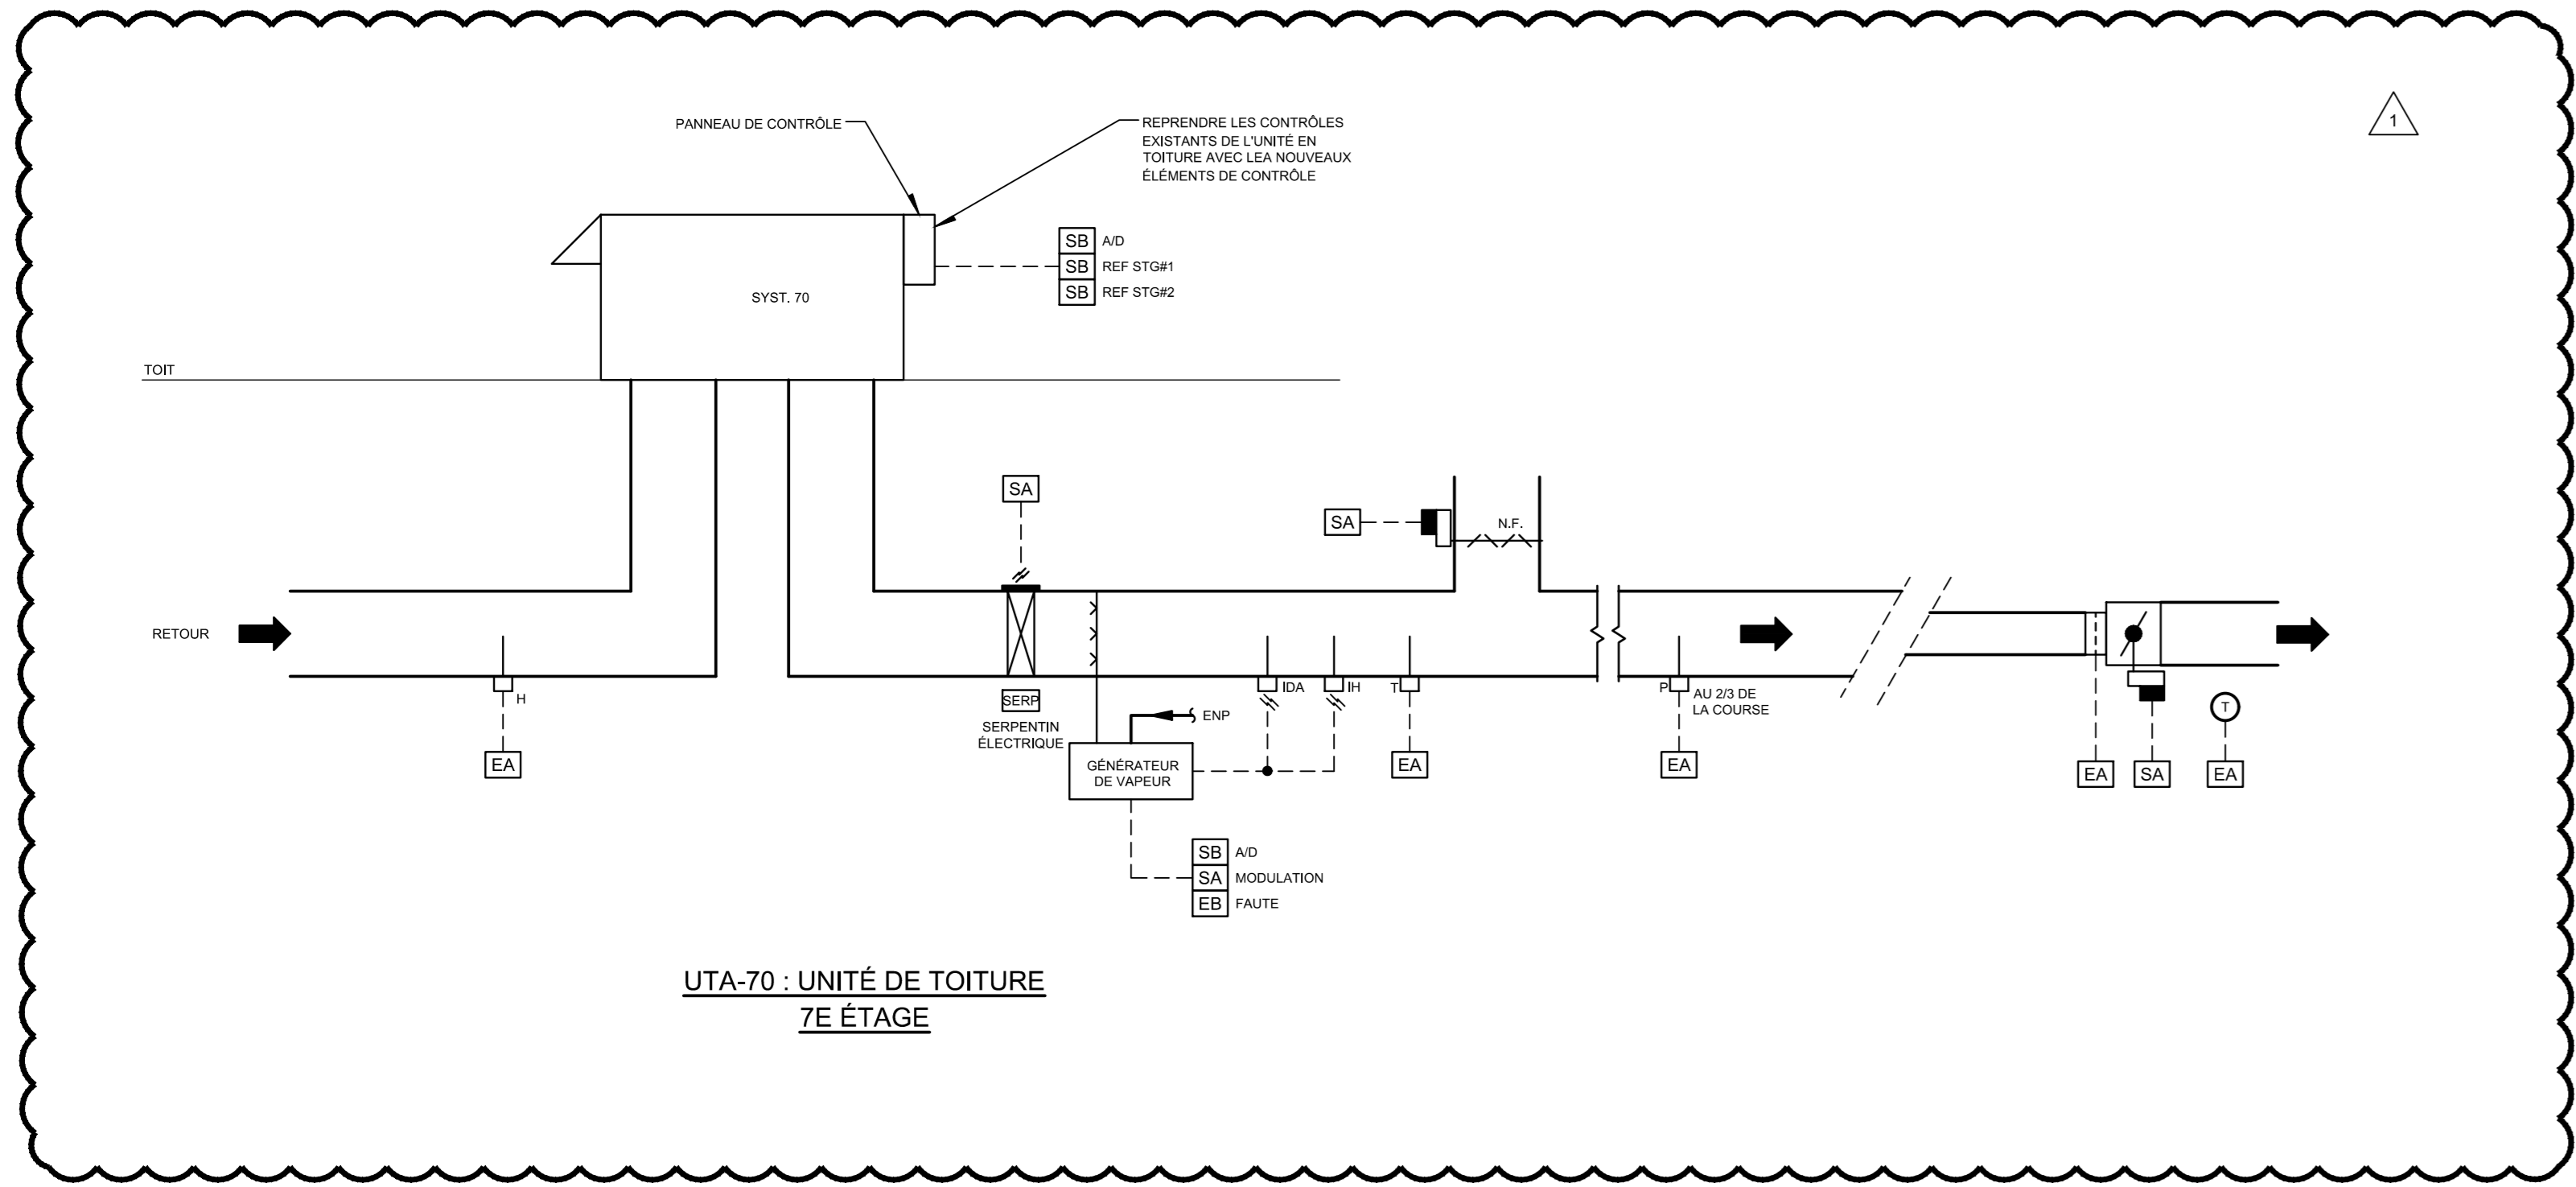 1
PANNEAU DE CONTRÔLE
REPRENDRE LES CONTRÔLES
EXISTANTS DE L'UNITÉ EN
TOITURE AVEC LEA NOUVEAUX
ÉLÉMENTS DE CONTRÔLE
SB A/D
SB REF STG#1
SB REF STG#2
SYST. 70
TOIT
SA
SA
N.F.
RETOUR
H
EA
SERP
SERPENTIN
ÉLECTRIQUE
ENP
GÉNÉRATEUR
DE VAPEUR
IDA
IH
T
EA
P
AU 2/3 DE
LA COURSE
EA
EA
SA
T
EA
SB A/D
SA MODULATION
EB FAUTE
UTA-70 : UNITÉ DE TOITURE
7E ÉTAGE